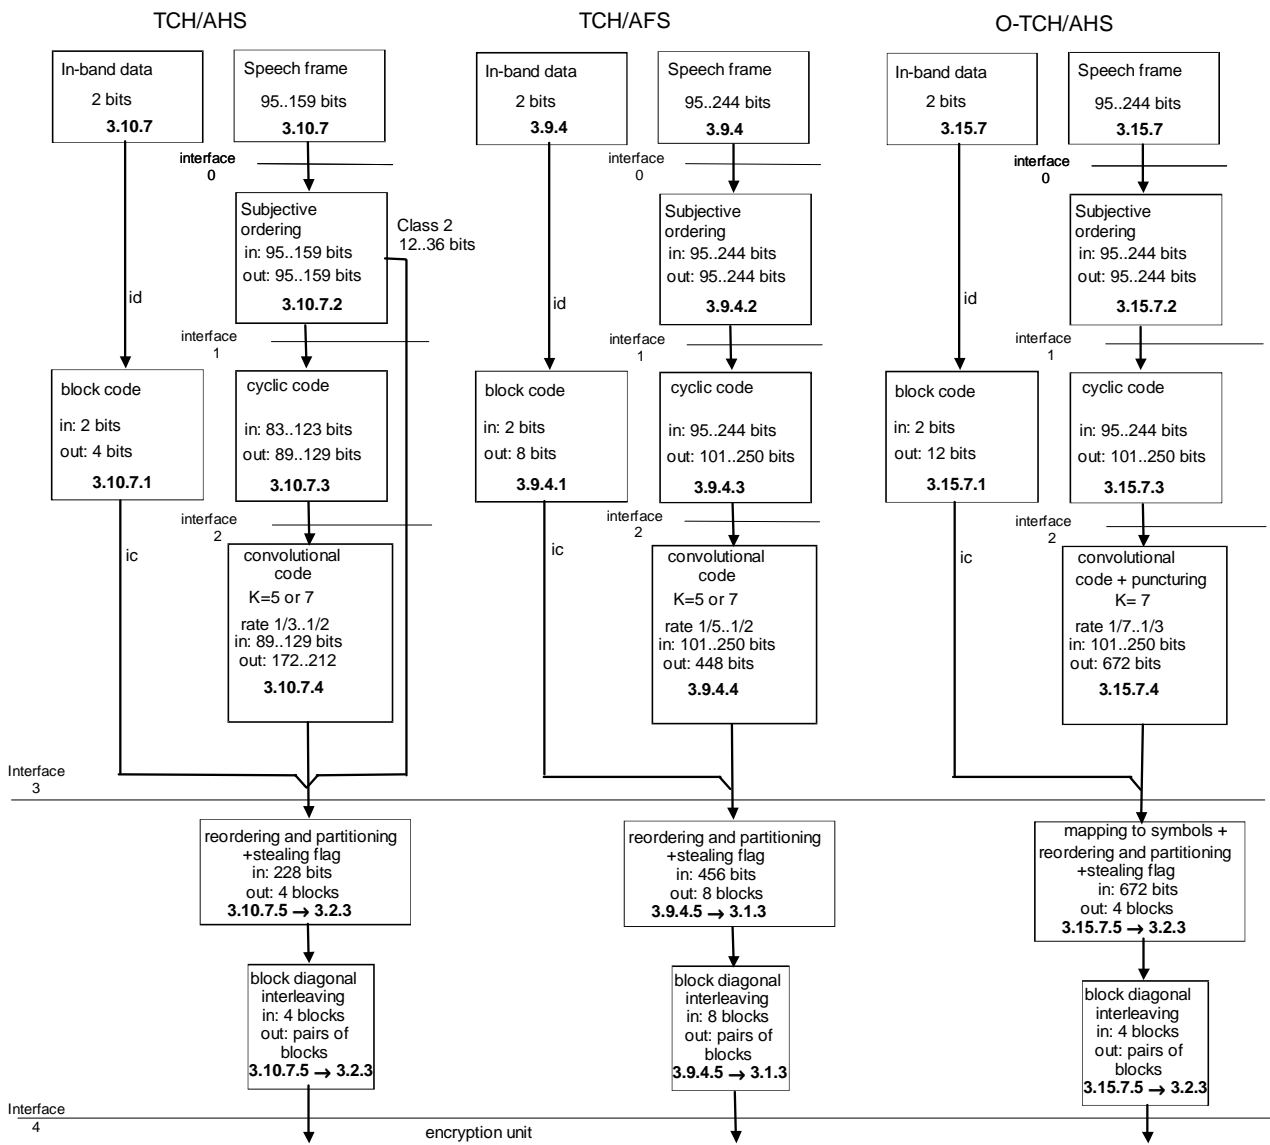 TCH/AHS
In-band data
2 bits
3.10.7
Speech frame
95..159 bits
3.10.7
interface
0
Subjective
ordering
in: 95..159 bits
out: 95..159 bits
3.10.7.2
Class 2
12..36 bits
id
interface
1
block code
in: 2 bits
out: 4 bits
3.10.7.1
cyclic code
in: 83..123 bits
out: 89..129 bits
3.10.7.3
interface
2
ic
convolutional
code
K=5 or 7
rate 1/3..1/2
in: 89..129 bits
out: 172..212
3.10.7.4
TCH/AFS
In-band data
2 bits
3.9.4
Speech frame
95..244 bits
3.9.4
interface
0
Subjective
ordering
in: 95..244 bits
out: 95..244 bits
3.9.4.2
id
interface
1
block code
in: 2 bits
out: 8 bits
3.9.4.1
cyclic code
in: 95..244 bits
out: 101..250 bits
3.9.4.3
interface
2
ic
convolutional
code
K=5 or 7
rate 1/5..1/2
in: 101..250 bits
out: 448 bits
3.9.4.4
O-TCH/AHS
In-band data
2 bits
3.15.7
Speech frame
95..244 bits
3.15.7
interface
0
Subjective
ordering
in: 95..244 bits
out: 95..244 bits
3.15.7.2
id
interface
1
block code
in: 2 bits
out: 12 bits
3.15.7.1
cyclic code
in: 95..244 bits
out: 101..250 bits
3.15.7.3
interface
2
ic
convolutional
code + puncturing
K= 7
rate 1/7..1/3
in: 101..250 bits
out: 672 bits
3.15.7.4
Interface
3
reordering and partitioning
+stealing flag
in: 228 bits
out: 4 blocks
3.10.7.5 → 3.2.3
reordering and partitioning
+stealing flag
in: 456 bits
out: 8 blocks
3.9.4.5 → 3.1.3
mapping to symbols +
reordering and partitioning
+stealing flag
in: 672 bits
out: 4 blocks
3.15.7.5 → 3.2.3
block diagonal
interleaving
in: 4 blocks
out: pairs of
blocks
3.10.7.5 → 3.2.3
block diagonal
interleaving
in: 8 blocks
out: pairs of
blocks
3.9.4.5 → 3.1.3
block diagonal
interleaving
in: 4 blocks
out: pairs of
blocks
3.15.7.5 → 3.2.3
Interface
4
encryption unit